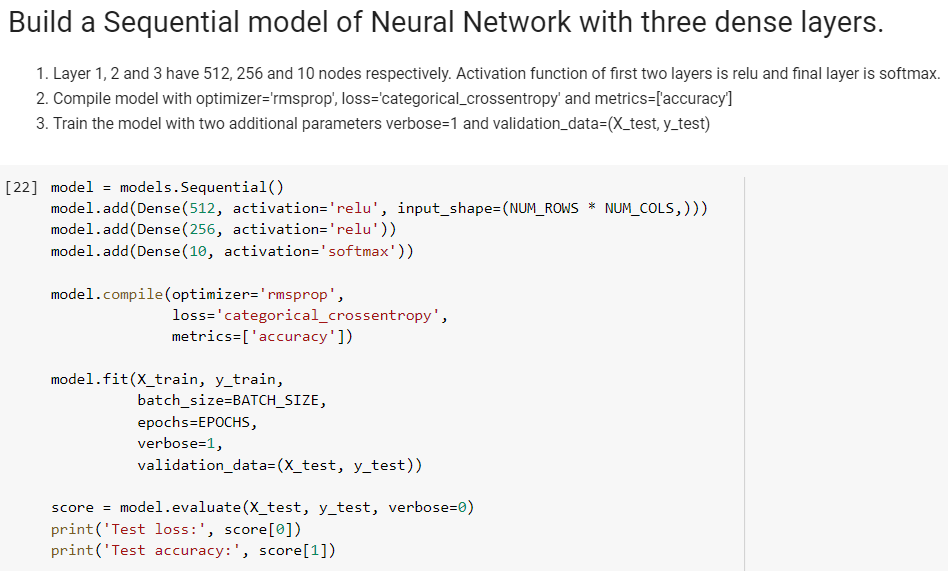 Build a Sequential model of Neural Network with three dense layers.
1. Layer 1, 2 and 3 have 512, 256 and 10 nodes respectively. Activation function of first two layers is relu and final layer is softmax.
2. Compile model with optimizer='rmsprop', loss='categorical_crossentropy' and metrics=['accuracy']
3. Train the model with two additional parameters verbose=1 and validation_data=(X_test, y_test)
[22] model = models.Sequential()
model.add(Dense(512, activation='relu', input_shape=(NUM_ROWS * NUM_COLS,)))
model.add(Dense(256, activation='relu'))
model.add(Dense(10, activation='softmax'))
model.compile(optimizer='rmsprop',
loss='categorical_crossentropy',
metrics=['accuracy'])
model.fit(X_train, y_train,
batch_size=BATCH_SIZE,
epochs=EPOCHS,
verbose=1,
validation_data=(X_test, y_test))
score = model.evaluate(X_test, y_test, verbose=0)
print('Test loss:', score[0])
print('Test accuracy:', score[1])